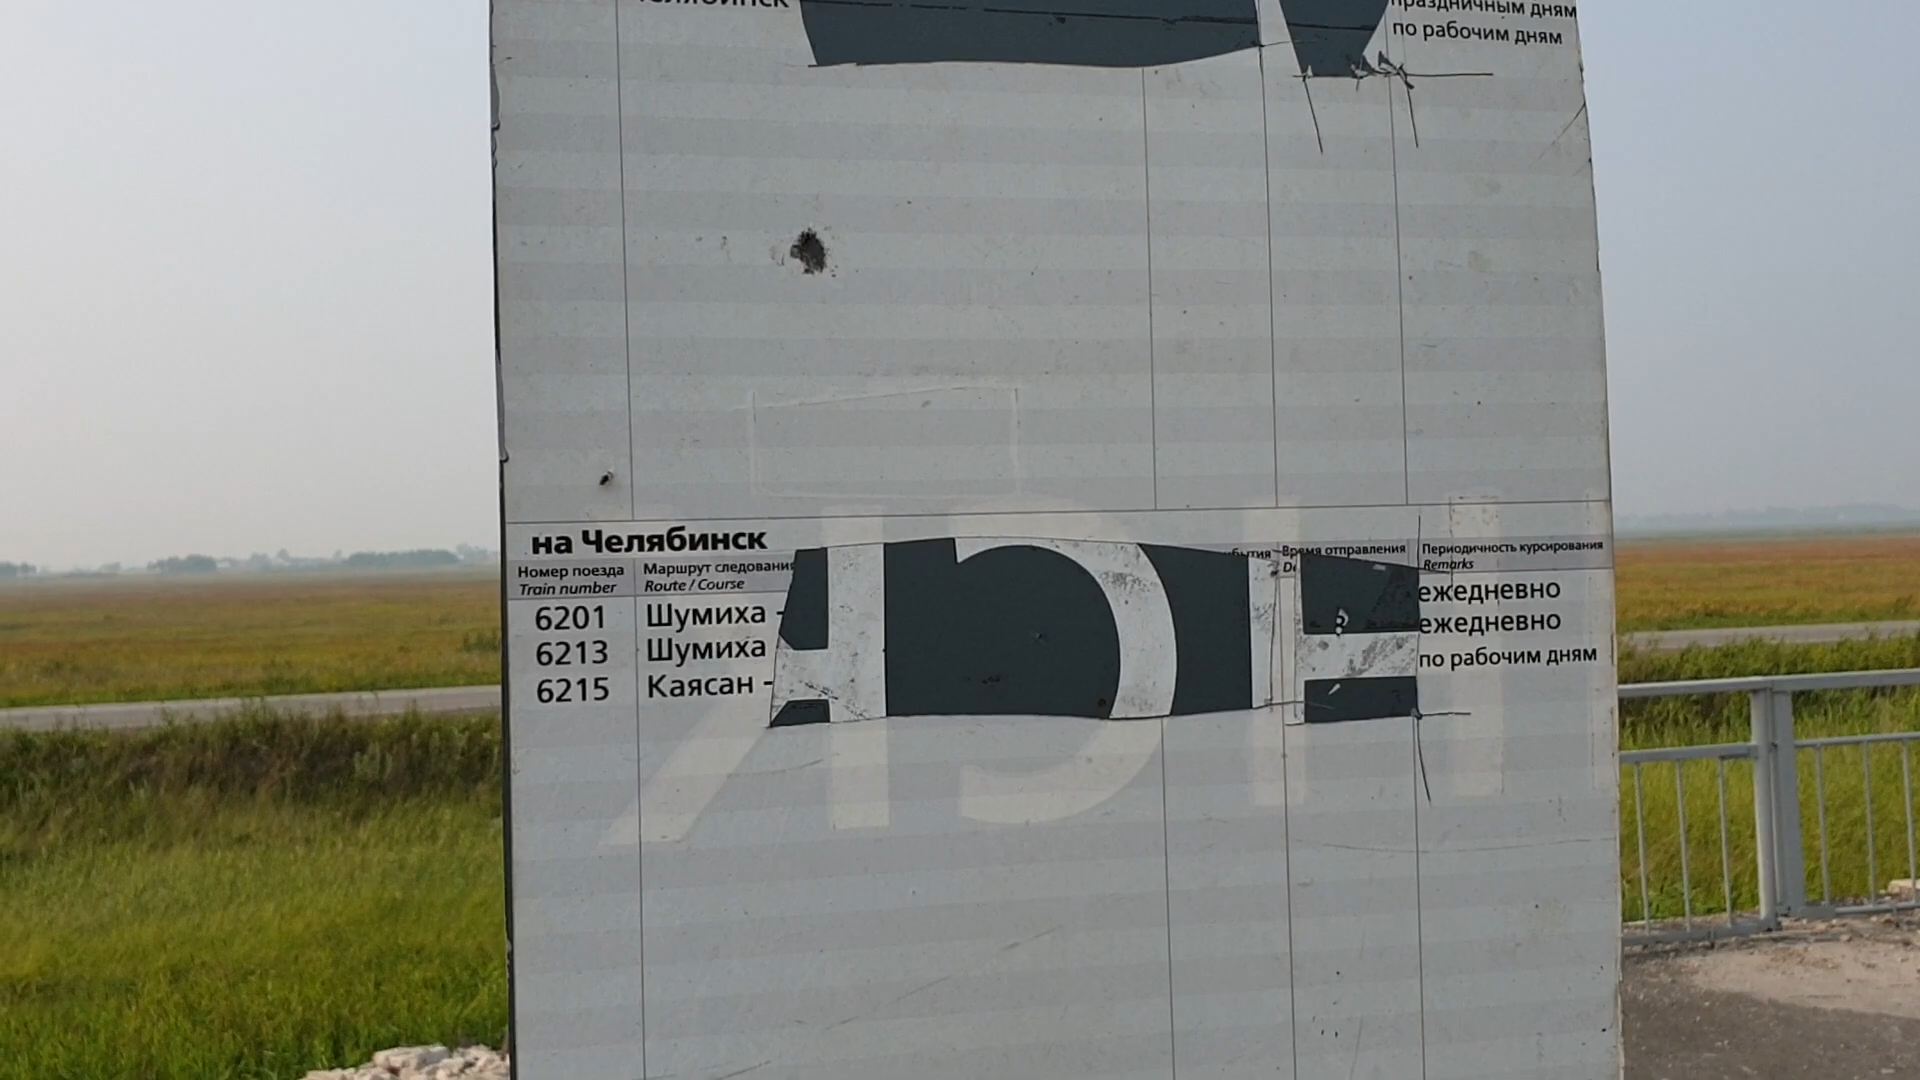 Челябинск
праздничным дням
по рабочим дням
на Челябинск
Номер поезда Маршрут следования Время отправления Периодичность курсирования
Train number Route / Course Remarks
6201 Шумиха - ежедневно
6213 Шумиха ежедневно
6215 Каясан - по рабочим дням